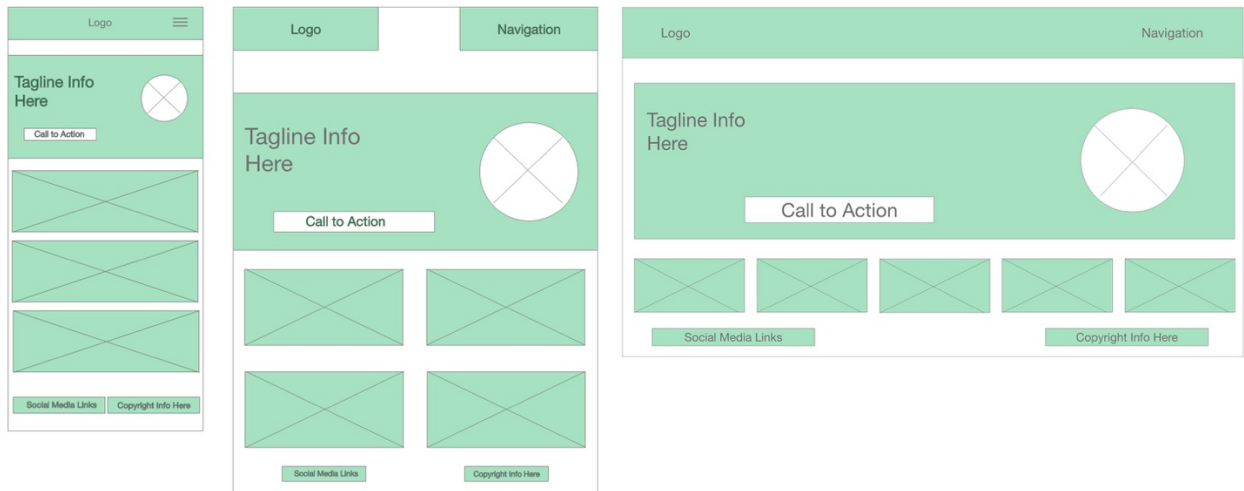 Logo
Tagline Info
Here
Call to Action
Social Media Links
Copyright Info Here
Logo
Navigation
Tagline Info
Here
Call to Action
Social Media Links
Copyright Info Here
Logo
Navigation
Tagline Info
Here
Call to Action
Social Media Links
Copyright Info Here